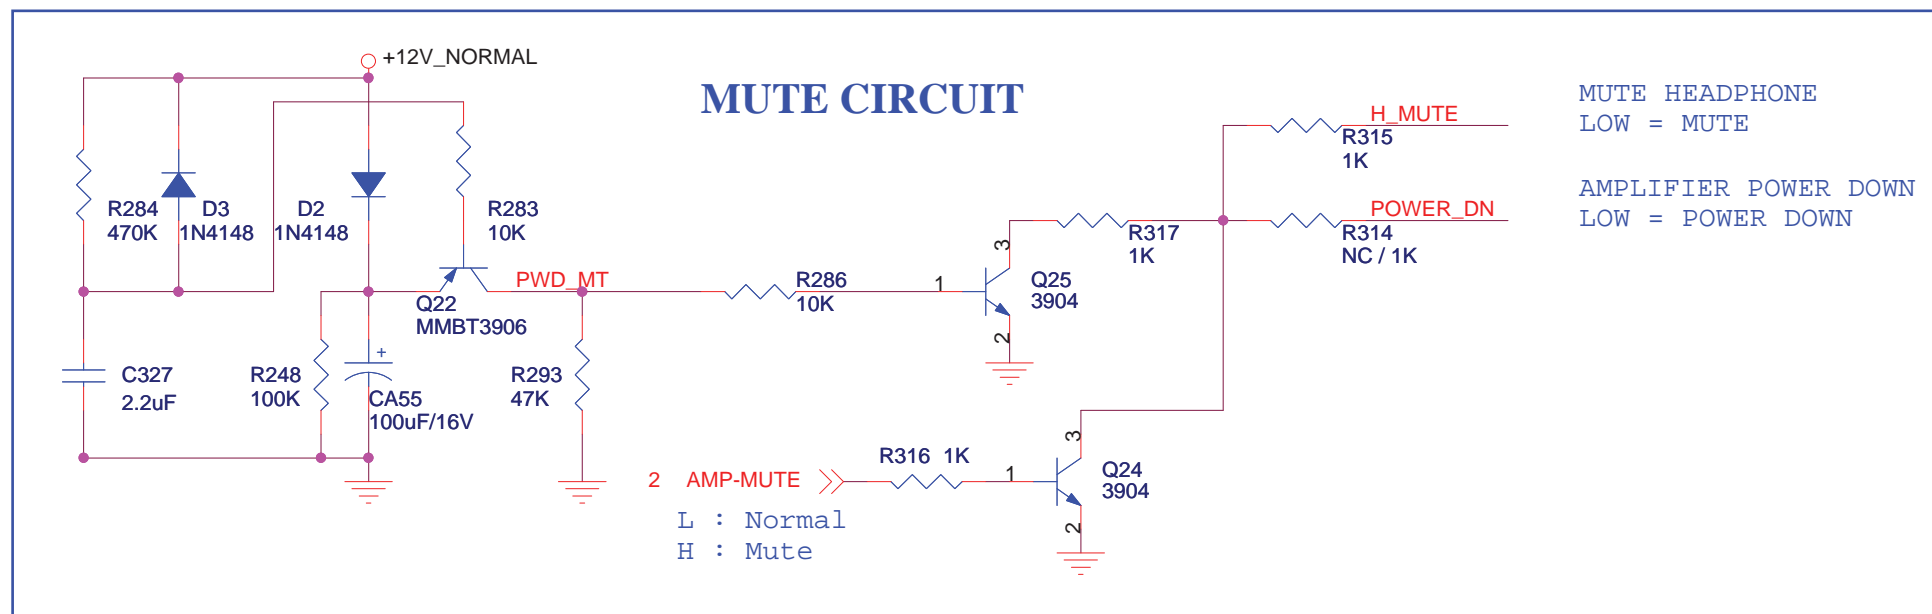 +12V_NORMAL
MUTE CIRCUIT
H_MUTE
R315
1K
MUTE HEADPHONE
LOW = MUTE
R284
470K
D3
1N4148
D2
1N4148
R283
10K
R317
1K
POWER_DN
R314
NC / 1K
AMPLIFIER POWER DOWN
LOW = POWER DOWN
PWD_MT
Q22
MMBT3906
R286
10K
1
3
2
Q25
3904
C327
2.2uF
R248
100K
+
CA55
100uF/16V
R293
47K
2 AMP-MUTE
R316 1K
1
3
2
Q24
3904
L : Normal
H : Mute